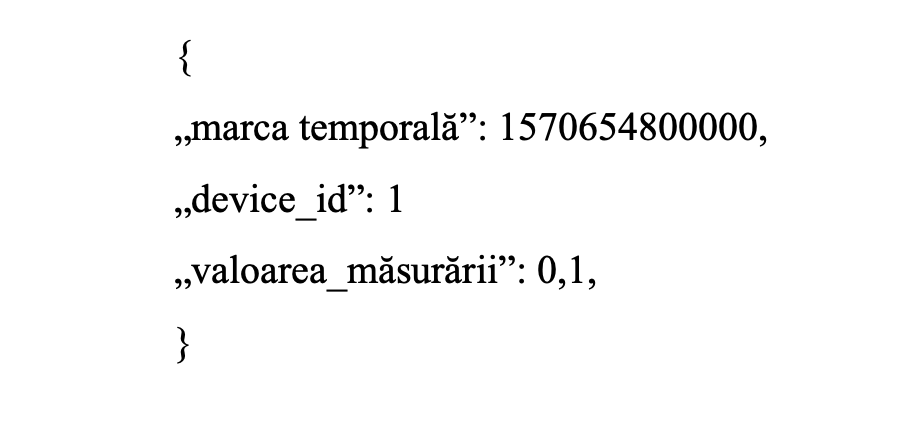 {
„marca temporală”: 1570654800000,
„device_id”: 1
„valoarea_măsurării”: 0,1,
}